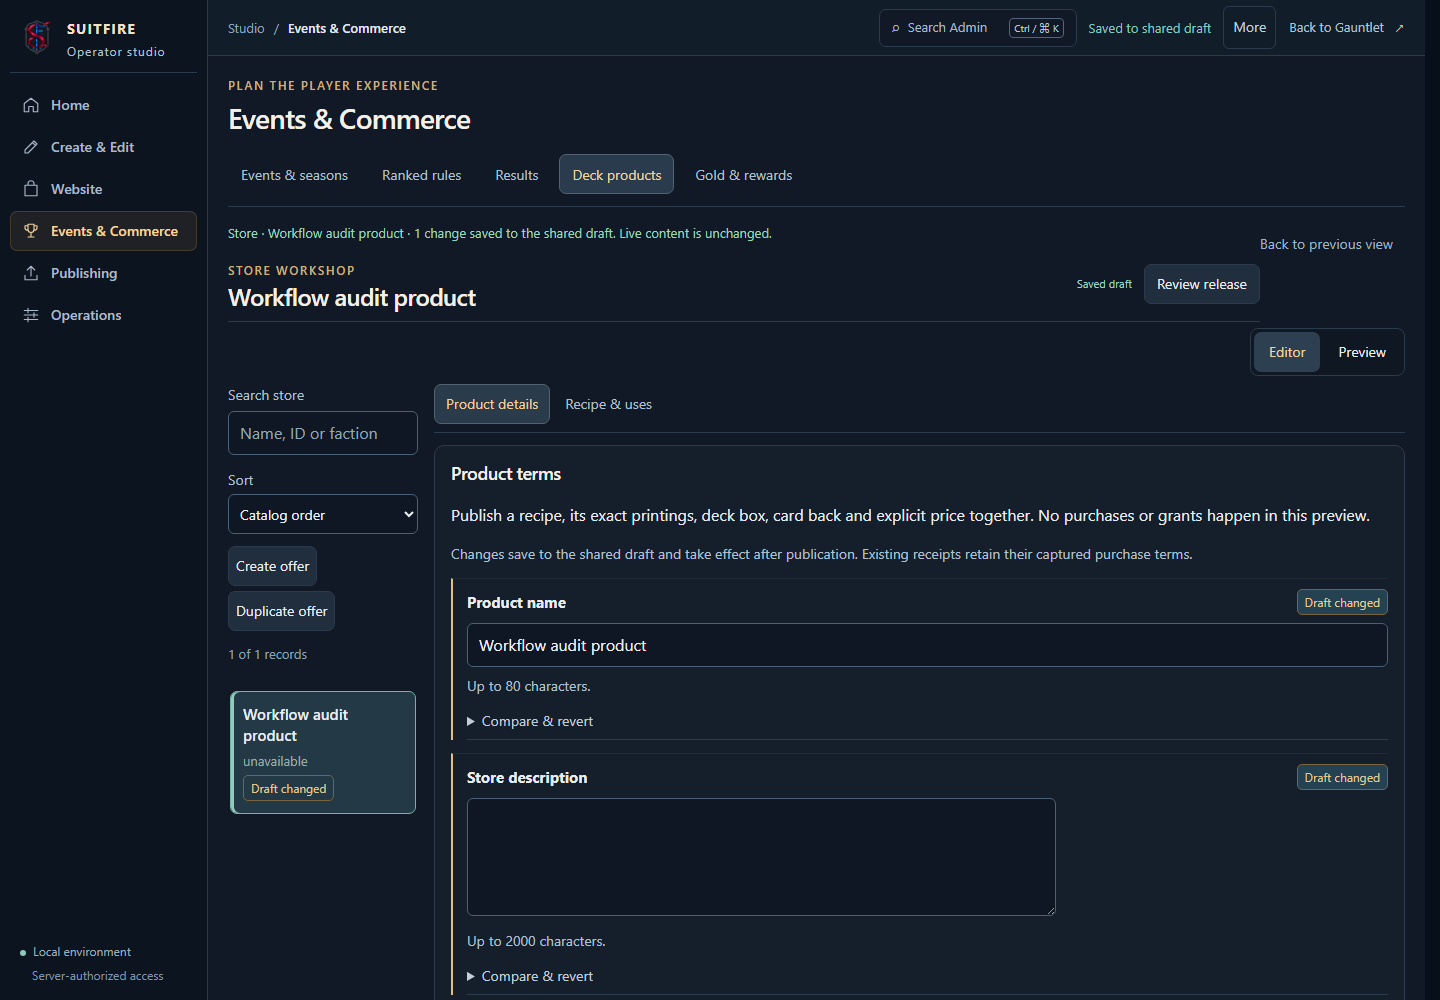 SUITFIRE
Operator studio
Home
Create & Edit
Website
Events & Commerce
Publishing
Operations
Local environment
Server-authorized access
Studio / Events & Commerce
Search Admin Ctrl / ⌘ K
Saved to shared draft
More
Back to Gauntlet ↗
PLAN THE PLAYER EXPERIENCE
Events & Commerce
Events & seasons Ranked rules Results Deck products Gold & rewards
Store · Workflow audit product · 1 change saved to the shared draft. Live content is unchanged.
Back to previous view
STORE WORKSHOP
Workflow audit product
Saved draft
Review release
Editor Preview
Search store
Name, ID or faction
Sort
Catalog order
Create offer
Duplicate offer
1 of 1 records
Workflow audit
product
unavailable
Draft changed
Product details Recipe & uses
Product terms
Publish a recipe, its exact printings, deck box, card back and explicit price together. No purchases or grants happen in this preview.
Changes save to the shared draft and take effect after publication. Existing receipts retain their captured purchase terms.
Product name Draft changed
Workflow audit product
Up to 80 characters.
Compare & revert
Store description Draft changed
Up to 2000 characters.
Compare & revert